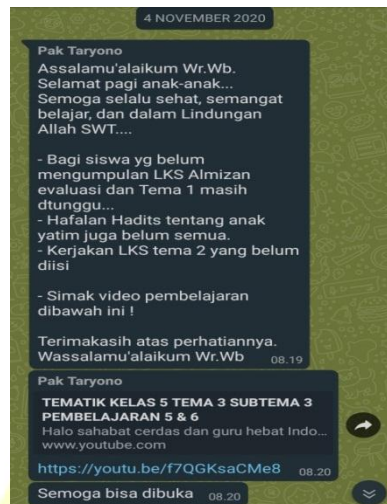 4 NOVEMBER 2020
Pak Taryono
Assalamu'alaikum Wr.Wb.
Selamat pagi anak-anak...
Semoga selalu sehat, semangat
belajar, dan dalam Lindungan
Allah SWT....
- Bagi siswa yg belum
mengumpulan LKS Almizan
evaluasi dan Tema 1 masih
dtunggu...
- Hafalan Hadits tentang anak
yatim juga belum semua.
- Kerjakan LKS tema 2 yang belum
diisi
- Simak video pembelajaran
dibawah ini !
Terimakasih atas perhatiannya.
Wassalamu'alaikum Wr.Wb 08.19
Pak Taryono
TEMATIK KELAS 5 TEMA 3 SUBTEMA 3
PEMBELAJARAN 5 & 6
Halo sahabat cerdas dan guru hebat Indo...
www.youtube.com
https://youtu.be/f7QGKsaCMe8 08.20
Semoga bisa dibuka 08.20